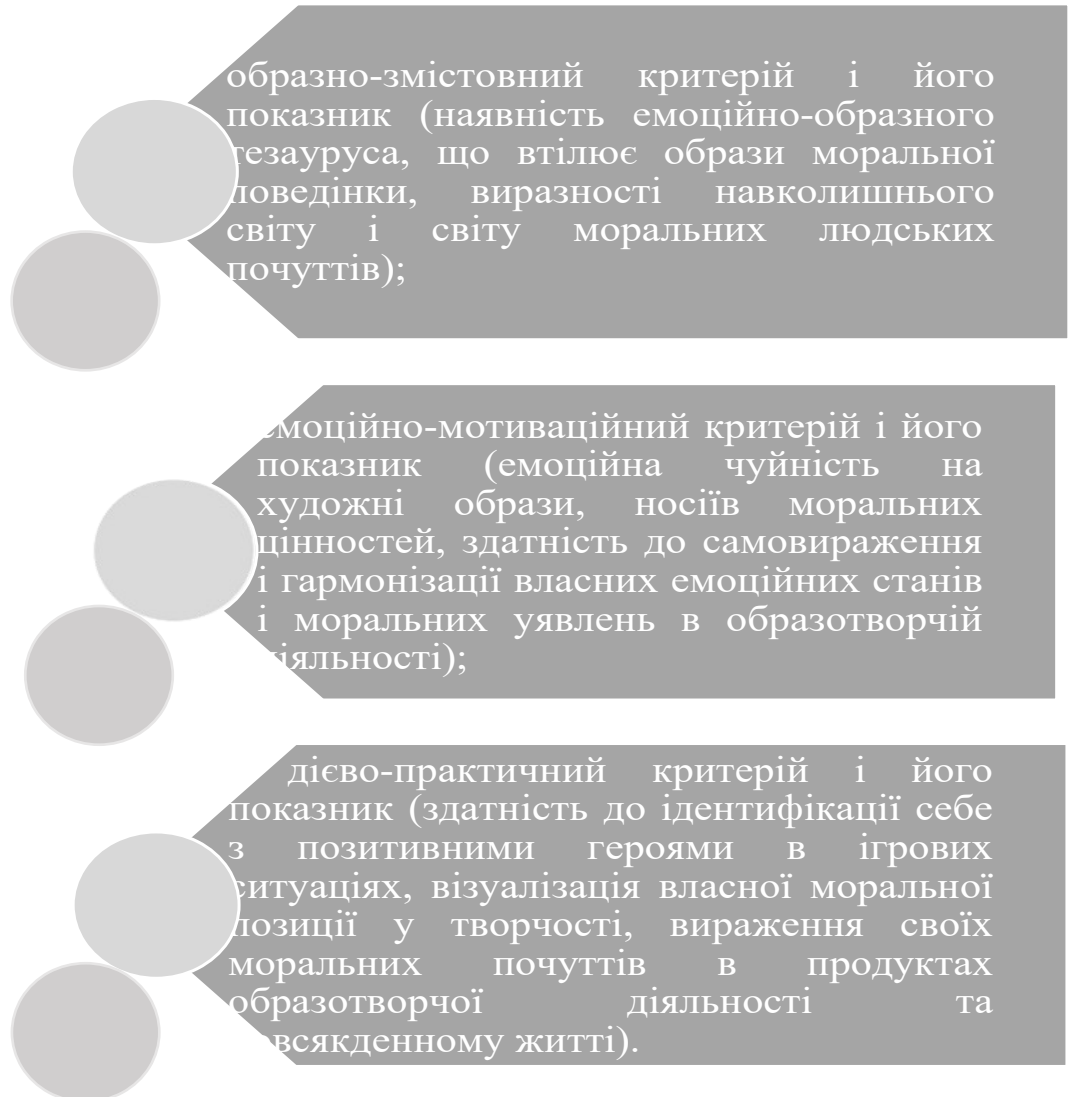 образно-змістовний критерій і його
показник (наявність емоційно-образного
тезауруса, що втілює образи моральної
поведінки, виразності навколишнього
світу і світу моральних людських
почуттів);
емоційно-мотиваційний критерій і його
показник (емоційна чуйність на
художні образи, носіїв моральних
цінностей, здатність до самовираження
і гармонізації власних емоційних станів
і моральних уявлень в образотворчій
діяльності);
дієво-практичний критерій і його
показник (здатність до ідентифікації себе
з позитивними героями в ігрових
ситуаціях, візуалізація власної моральної
позиції у творчості, вираження своїх
моральних почуттів в продуктах
образотворчої діяльності та
повсякденному житті).